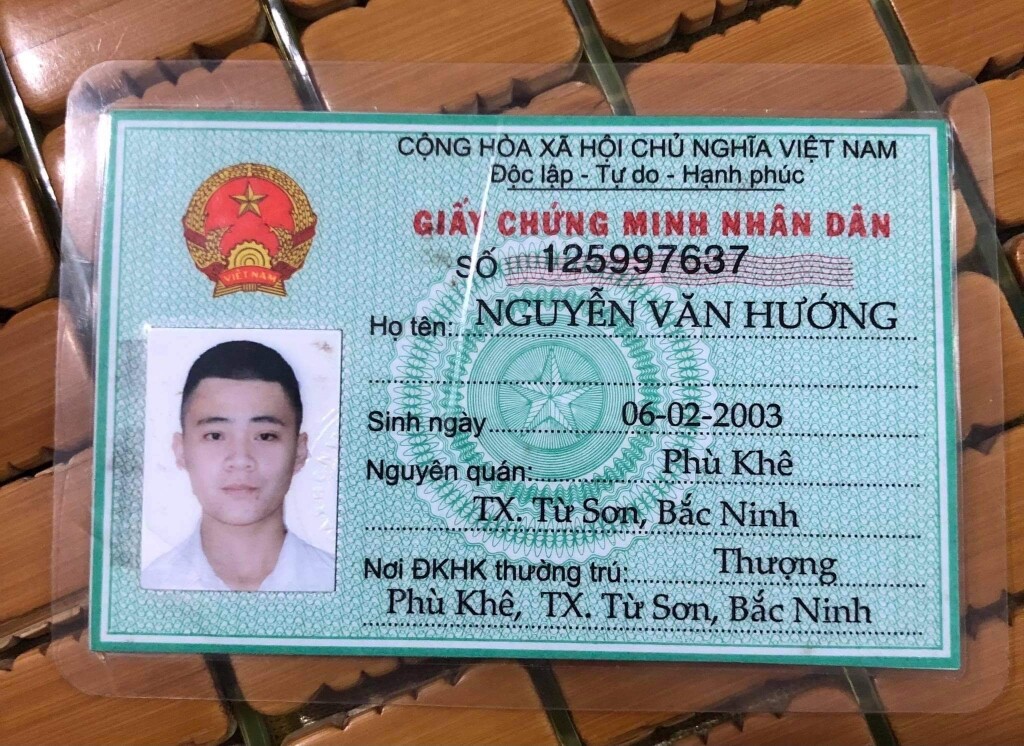 CỘNG HÒA XÃ HỘI CHỦ NGHĨA VIỆT NAM
Độc lập - Tự do - Hạnh phúc
GIẤY CHỨNG MINH NHÂN DÂN
SỐ 125997637
VIỆT NAM
Họ tên: NGUYỄN VĂN HƯỚNG
Sinh ngày 06-02-2003
Nguyên quán: Phù Khê
TX. Từ Sơn, Bắc Ninh
Nơi ĐKHK thường trú: Thượng
Phù Khê, TX. Từ Sơn, Bắc Ninh